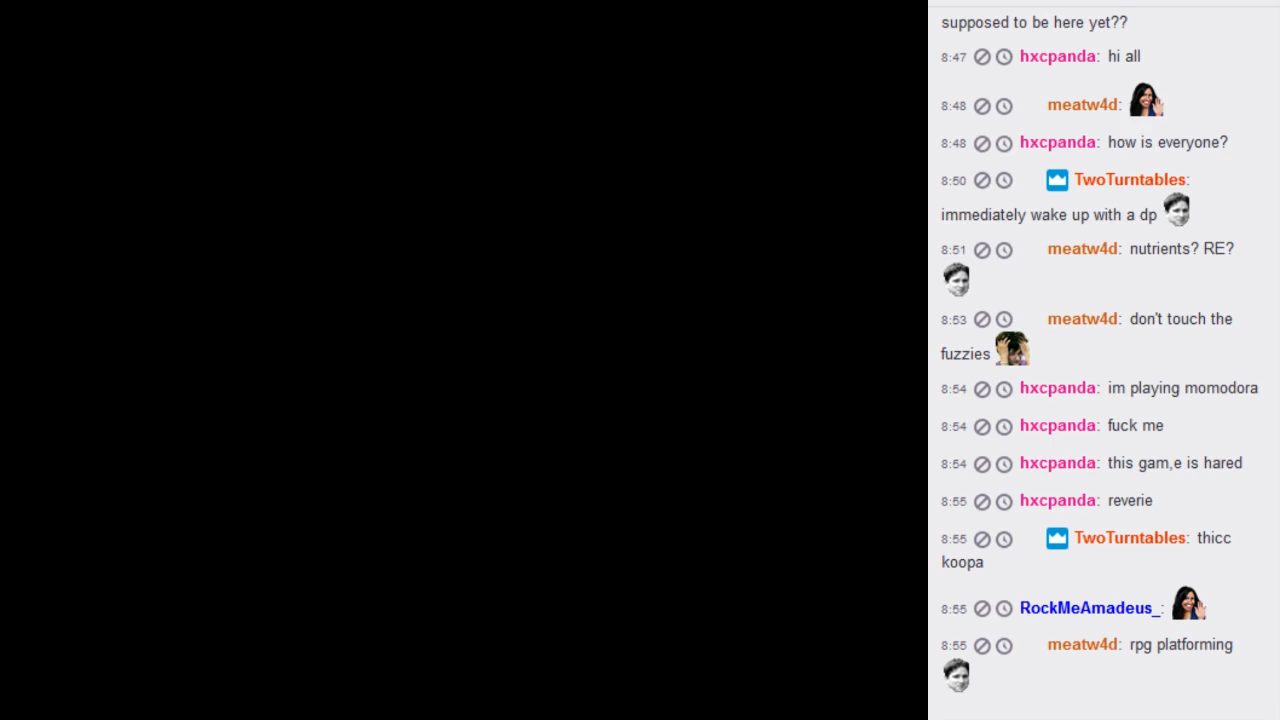 supposed to be here yet??
8:47 hxcpanda: hi all
8:48 meatw4d:
8:48 hxcpanda: how is everyone?
8:50 TwoTurntables:
immediately wake up with a dp
8:51 meatw4d: nutrients? RE?
8:53 meatw4d: don't touch the
fuzzies
8:54 hxcpanda: im playing momodora
8:54 hxcpanda: fuck me
8:54 hxcpanda: this gam,e is hared
8:55 hxcpanda: reverie
8:55 TwoTurntables: thicc
koopa
8:55 RockMeAmadeus_:
8:55 meatw4d: rpg platforming